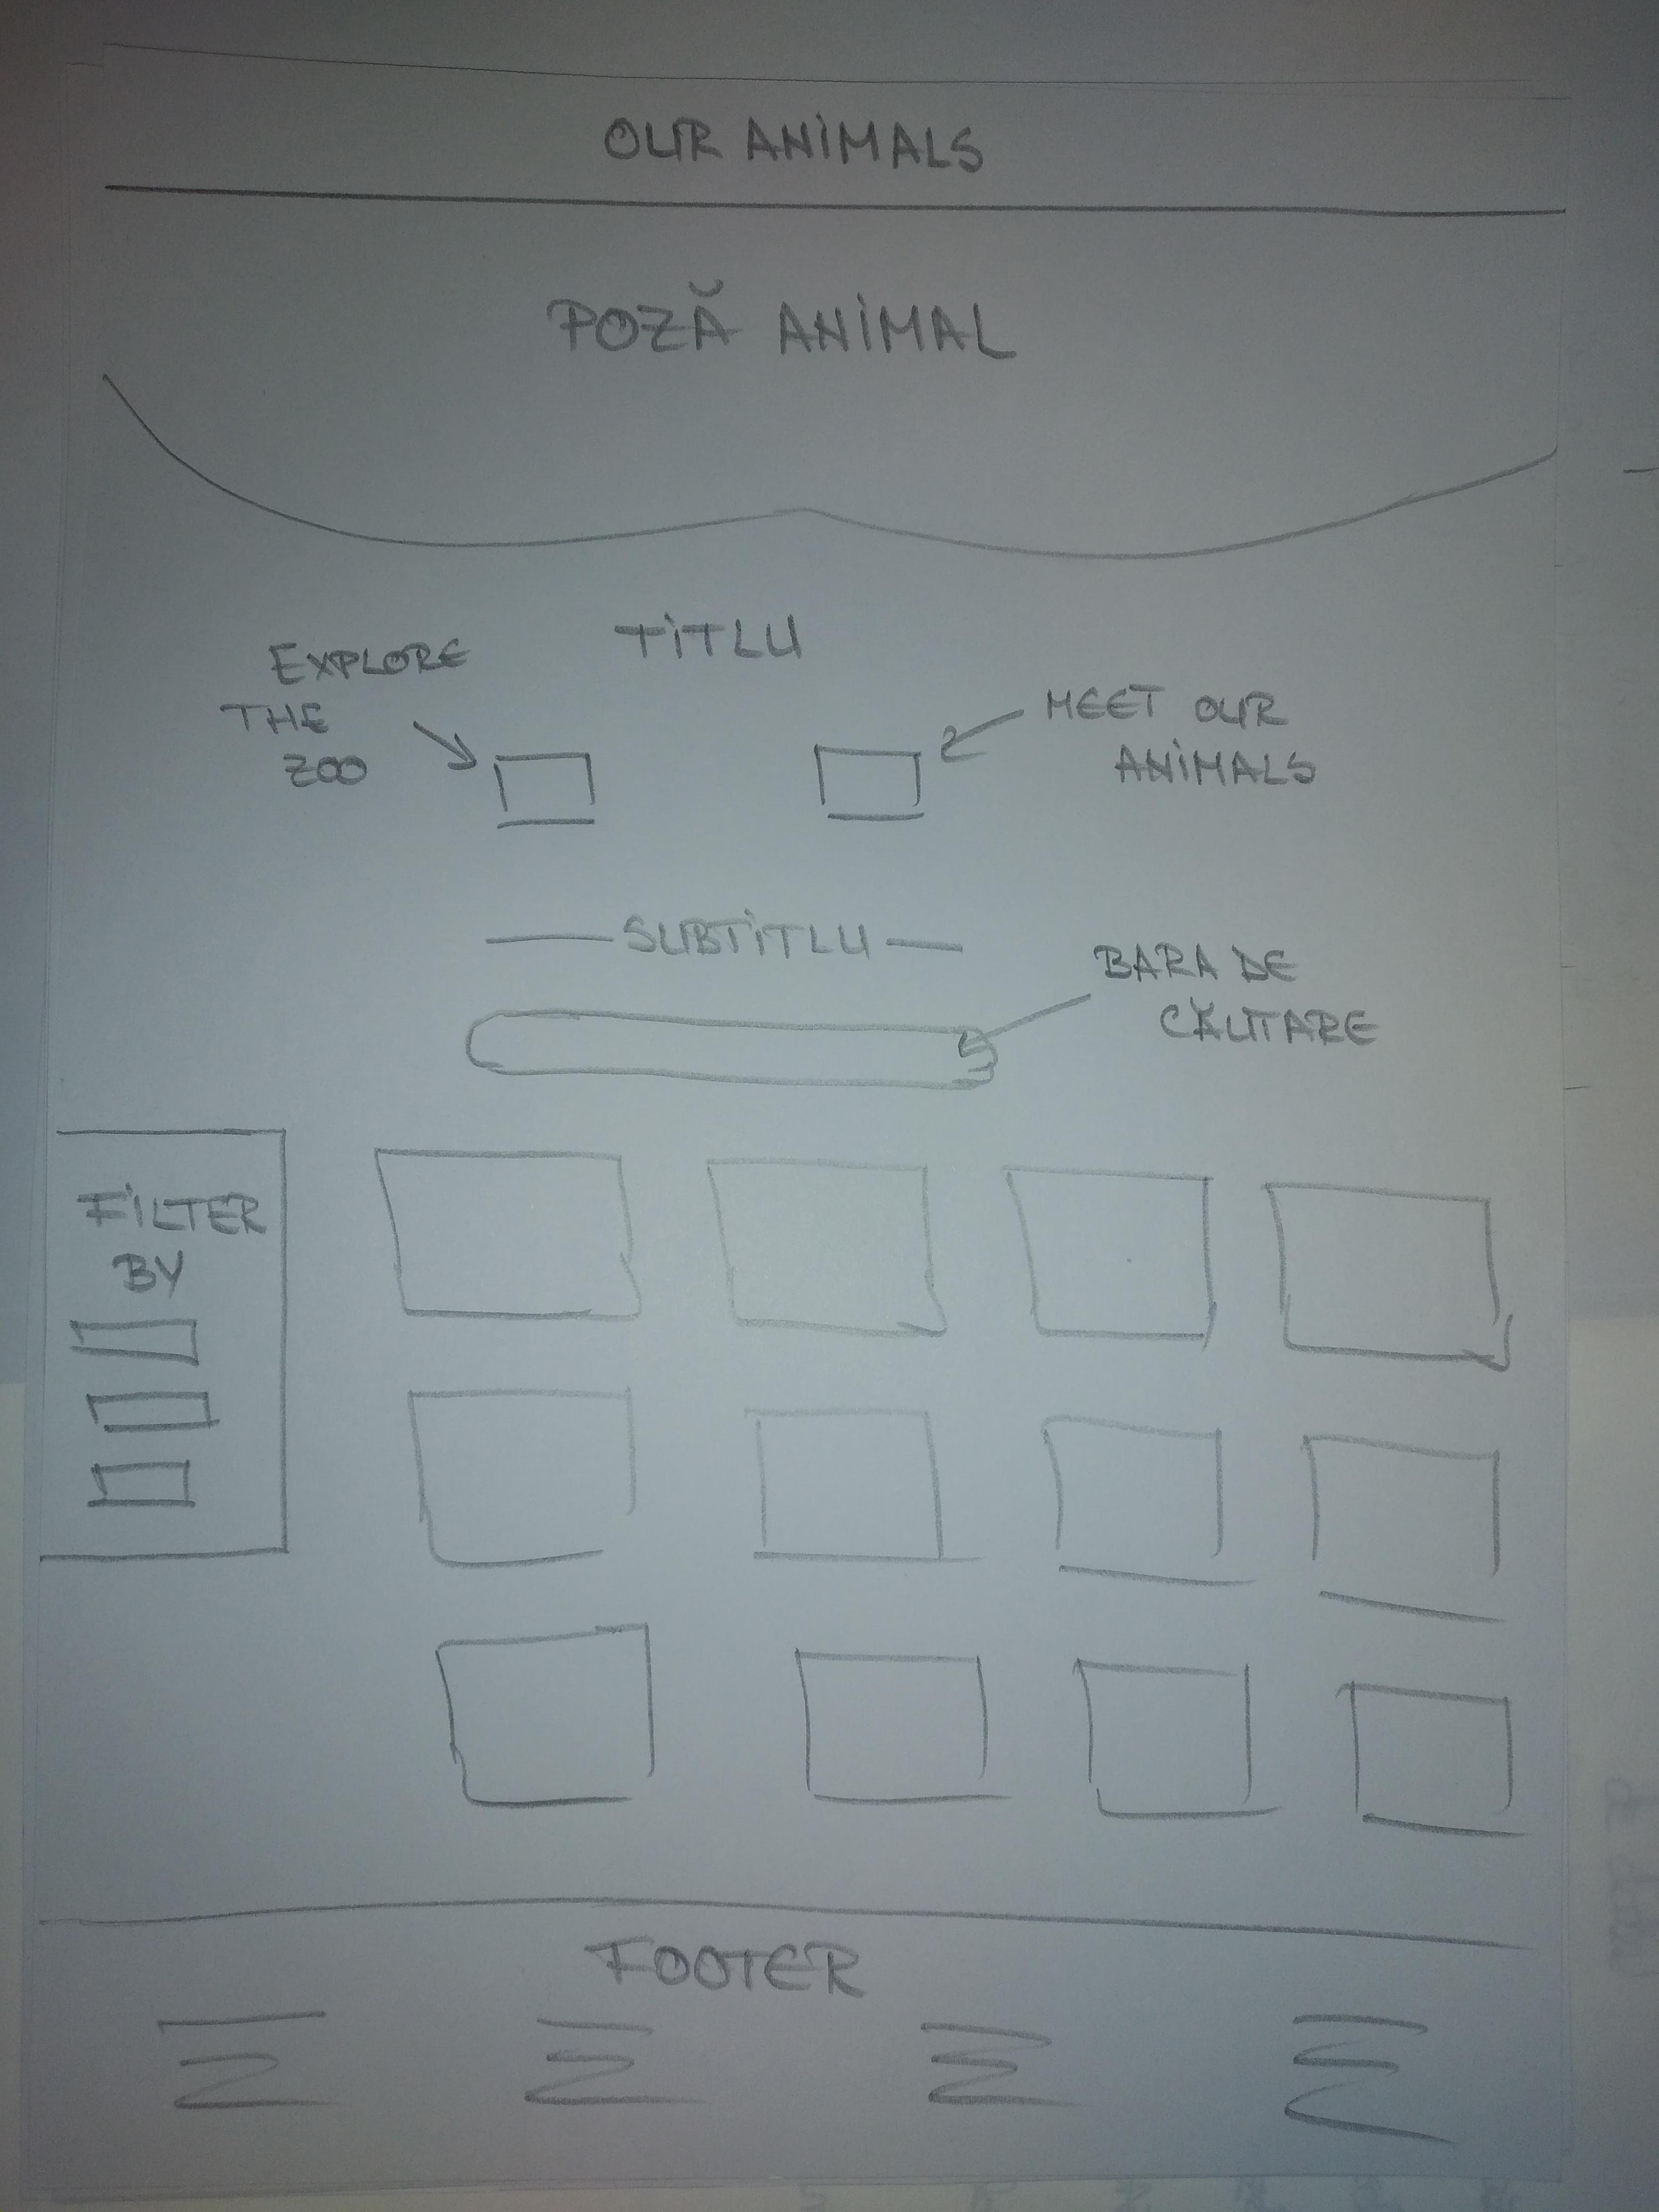 OUR ANIMALS
POZĂ ANIMAL
TITLU
EXPLORE
THE
ZOO
MEET OUR
ANIMALS
SUBTITLU
BARA DE
CĂUTARE
FILTER
BY
FOOTER